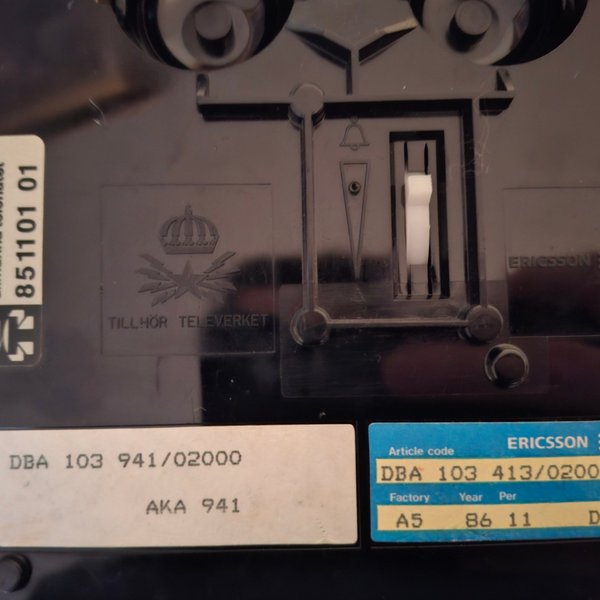 851101 01
TILLHÖR TELEVERKET
ERICSSON
DBA 103 941/02000
AKA 941
ERICSSON
Article code
DBA 103 413/0200
Factory Year Per
A5 86 11 D